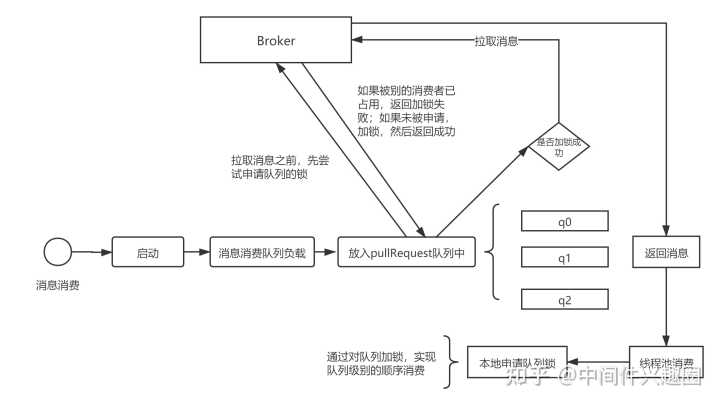 Broker
拉取消息
如果被别的消费者已
占用，返回加锁失
败；如果未被申请，
加锁，然后返回成功
是否加锁成
功
拉取消息之前，先尝
试申请队列的锁
消息消费
启动
消息消费队列负载
放入pullRequest队列中
q0
q1
q2
返回消息
通过对队列加锁，实现
队列级别的顺序消费
本地申请队列锁
线程池消费
知乎 @中间件兴趣圈